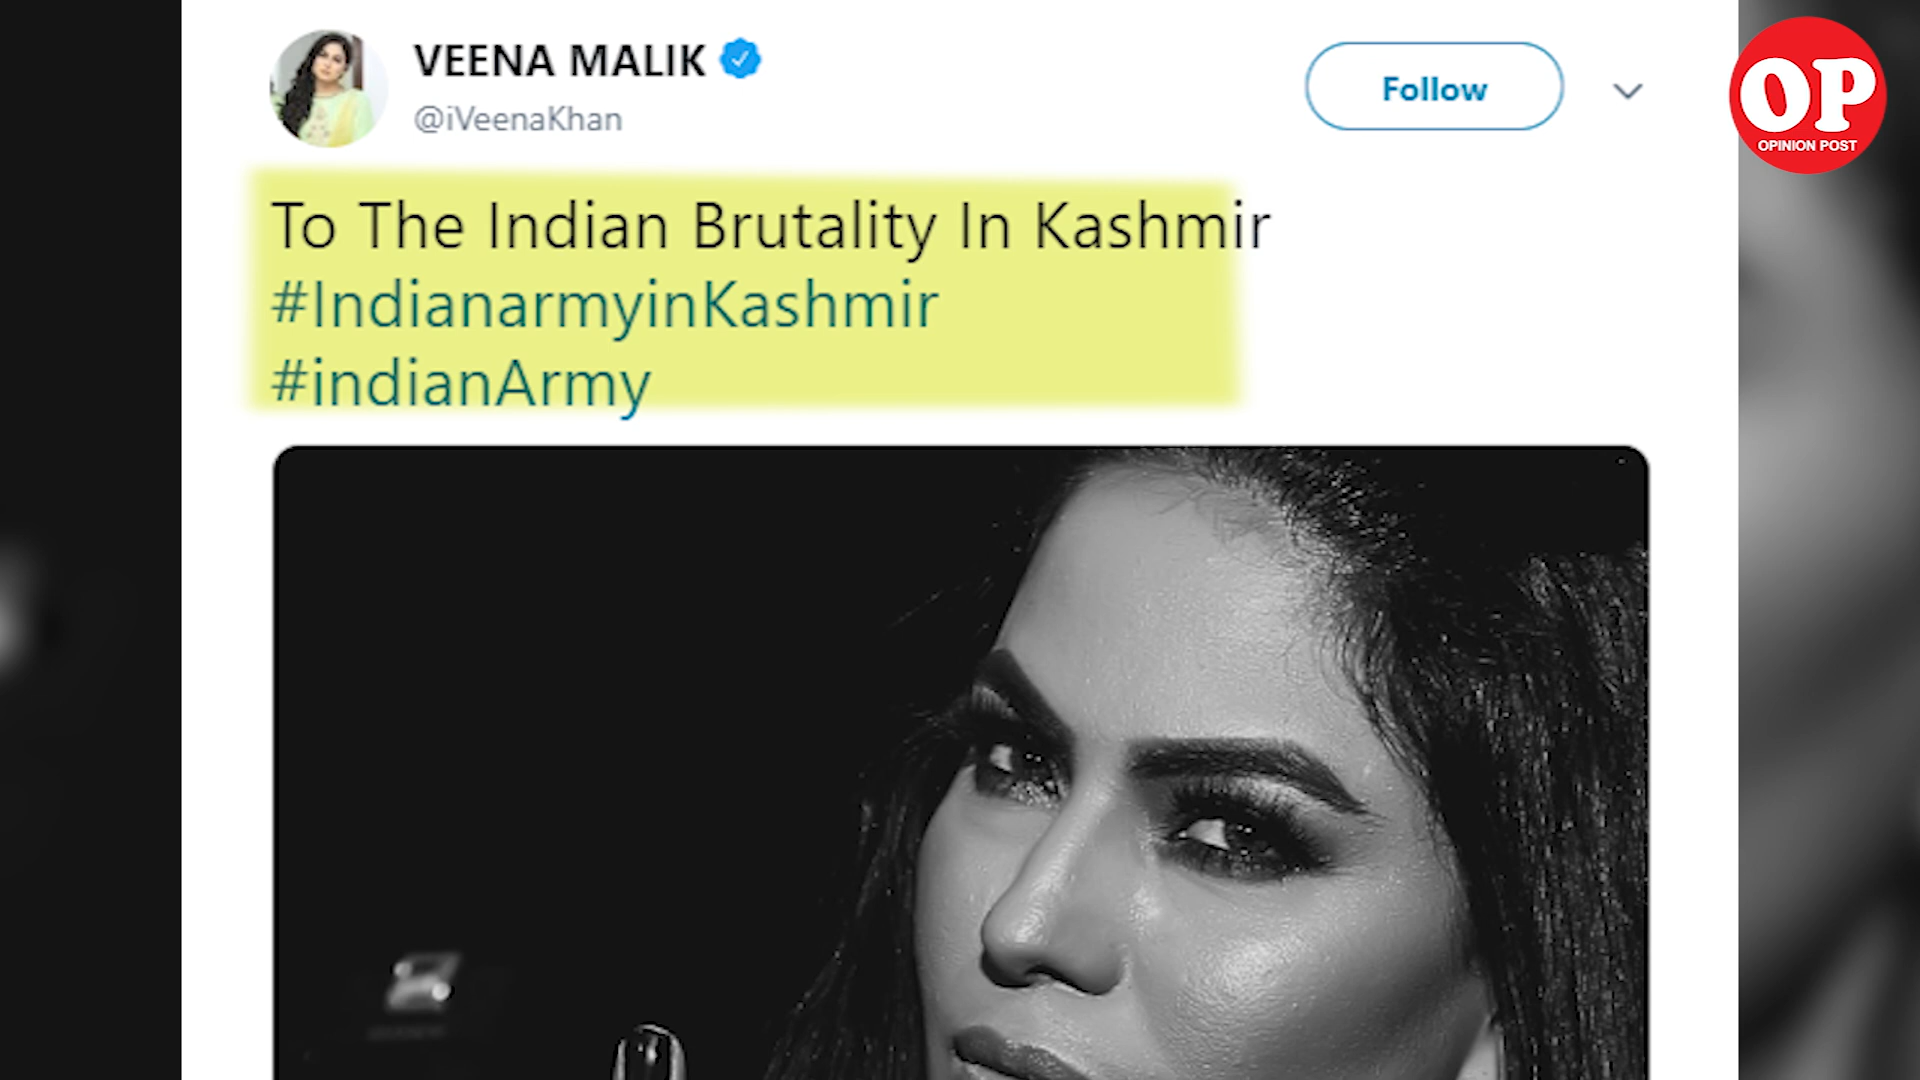 VEENA MALIK
@iVeenaKhan
Follow
OP
OPINION POST
To The Indian Brutality In Kashmir
#IndianarmyinKashmir
#indianArmy